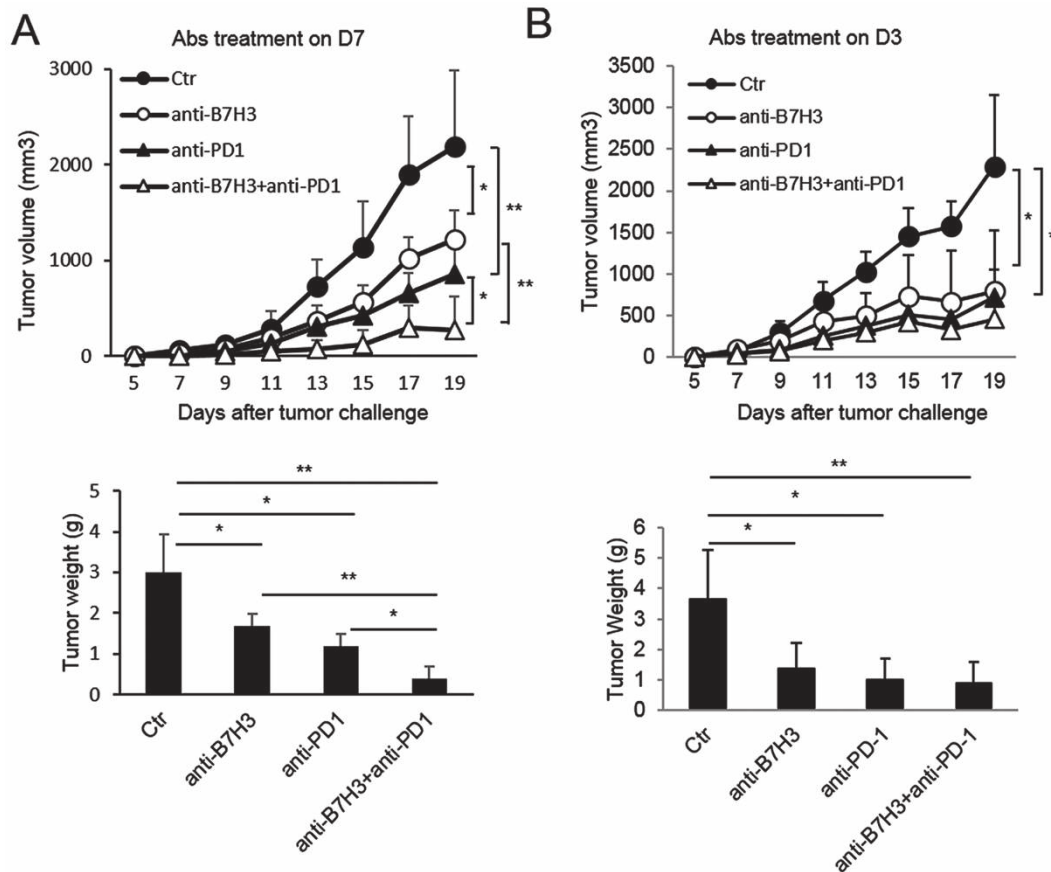 A
Abs treatment on D7
3000
2000
1000
0
Tumor volume (mm3)
Ctr
anti-B7H3
anti-PD1
anti-B7H3+anti-PD1
*
**
*
**
5 7 9 11 13 15 17 19
Days after tumor challenge
B
Abs treatment on D3
3500
3000
2500
2000
1500
1000
500
0
Tumor volume (mm3)
Ctr
anti-B7H3
anti-PD1
anti-B7H3+anti-PD1
*
*
5 7 9 11 13 15 17 19
Days after tumor challenge
5
4
3
2
1
0
Tumor weight (g)
**
*
*
**
*
Ctr
anti-B7H3
anti-PD1
anti-B7H3+anti-PD1
6
5
4
3
2
1
0
Tumor Weight (g)
**
*
*
Ctr
anti-B7H3
anti-PD-1
anti-B7H3+anti-PD-1